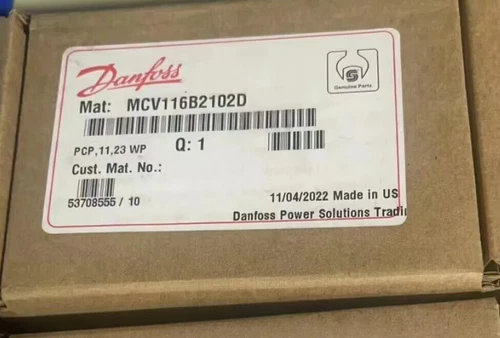 Danfoss
Genuine Parts
Mat: MCV116B2102D
PCP,11,23 WP Q: 1
Cust. Mat. No.:
53708555 / 10
11/04/2022 Made in US
Danfoss Power Solutions Tradin